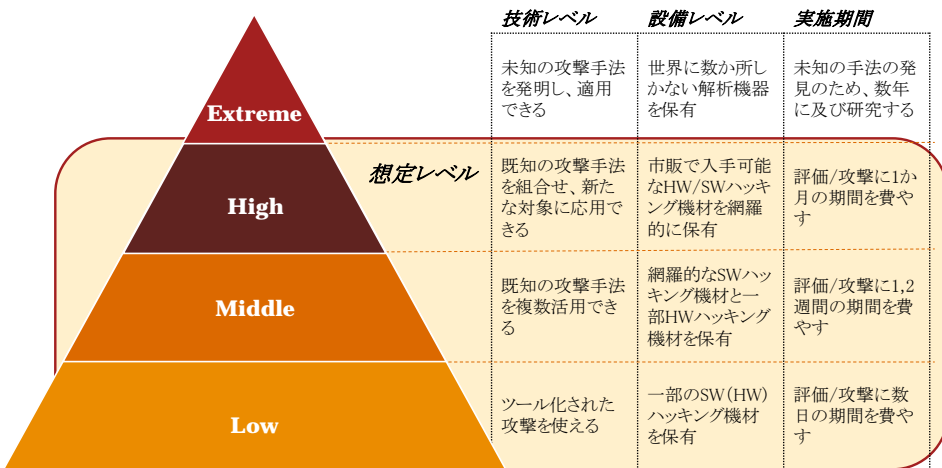 技術レベル
設備レベル
実施期間
Extreme
未知の攻撃手法
を発明し、適用
できる
世界に数か所し
かない解析機器
を保有
未知の手法の発
見のため、数年
に及び研究する
想定レベル
High
既知の攻撃手法
を組合せ、新た
な対象に応用で
きる
市販で入手可能
なHW/SWハッキ
ング機材を網羅
的に保有
評価/攻撃に1か
月の期間を費や
す
Middle
既知の攻撃手法
を複数活用でき
る
網羅的なSWハッ
キング機材と一
部HWハッキング
機材を保有
評価/攻撃に1,2
週間の期間を費
やす
Low
ツール化された
攻撃を使える
一部のSW(HW)
ハッキング機材
を保有
評価/攻撃に数
日の期間を費や
す